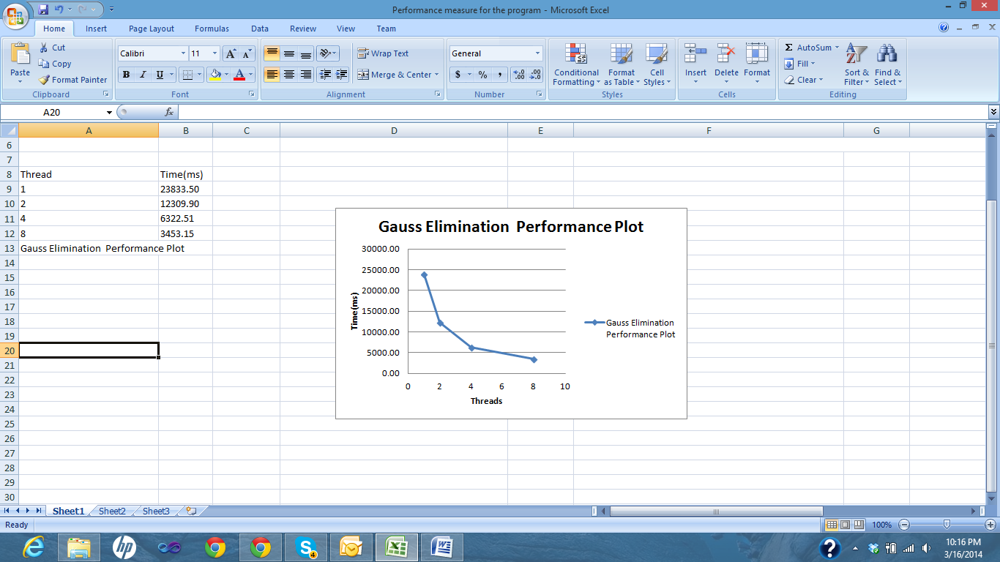 Performance measure for the program - Microsoft Excel
Home Insert Page Layout Formulas Data Review View Team
Paste
Cut
Copy
Format Painter
Clipboard
Calibri 11 A A
B I U A
Font
Wrap Text
Merge & Center
Alignment
General
$ % ,
Number
Conditional Formatting
Format as Table
Cell Styles
Styles
Insert Delete Format
Cells
Σ AutoSum
Fill
Clear
Sort & Filter
Find & Select
Editing
A20 fx
A B C D E F G
6
7
8 Thread Time(ms)
9 1 23833.50
10 2 12309.90
11 4 6322.51
12 8 3453.15
13 Gauss Elimination Performance Plot
14
15
16
17
18
19
20
21
22
23
24
25
26
27
28
29
30
Gauss Elimination Performance Plot
30000.00
25000.00
20000.00
15000.00
10000.00
5000.00
0.00
Time(ms)
0 2 4 6 8 10
Threads
Gauss Elimination
Performance Plot
Sheet1 Sheet2 Sheet3
Ready 100%
hp S 4 W ?
10:16 PM
3/16/2014